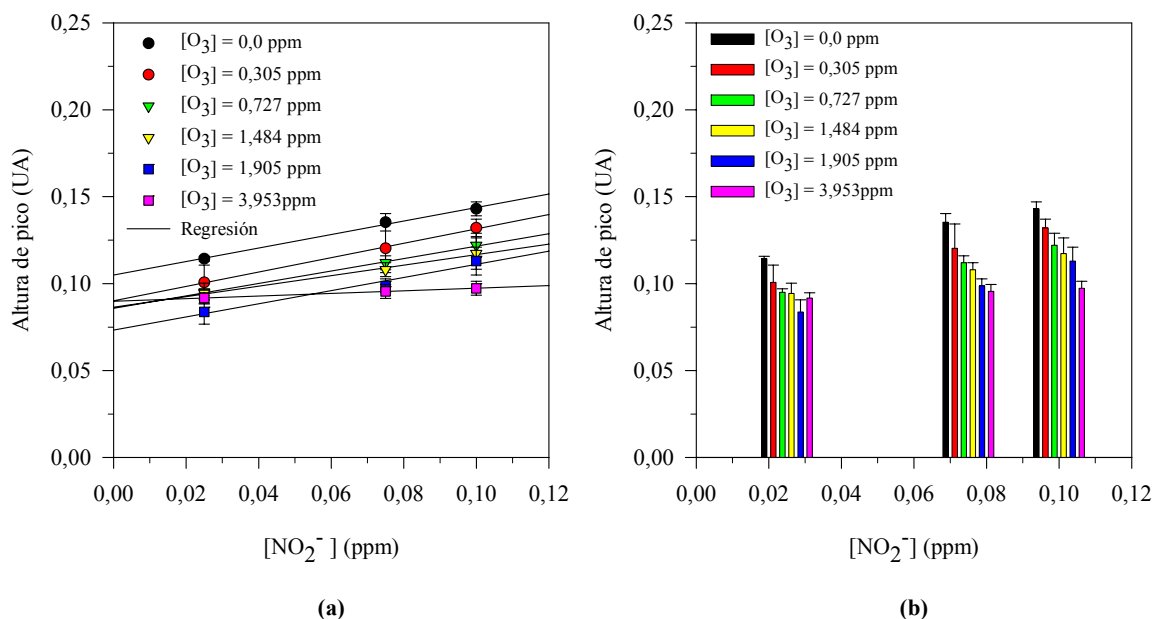 Altura de pico (UA)
0,25
0,20
0,15
0,10
0,05
0,00
[O3] = 0,0 ppm
[O3] = 0,305 ppm
[O3] = 0,727 ppm
[O3] = 1,484 ppm
[O3] = 1,905 ppm
[O3] = 3,953ppm
Regresión
0,00 0,02 0,04 0,06 0,08 0,10 0,12
[NO2- ] (ppm)
(a)
Altura de pico (UA)
0,25
0,20
0,15
0,10
0,05
0,00
[O3] = 0,0 ppm
[O3] = 0,305 ppm
[O3] = 0,727 ppm
[O3] = 1,484 ppm
[O3] = 1,905 ppm
[O3] = 3,953ppm
0,00 0,02 0,04 0,06 0,08 0,10 0,12
[NO2-] (ppm)
(b)